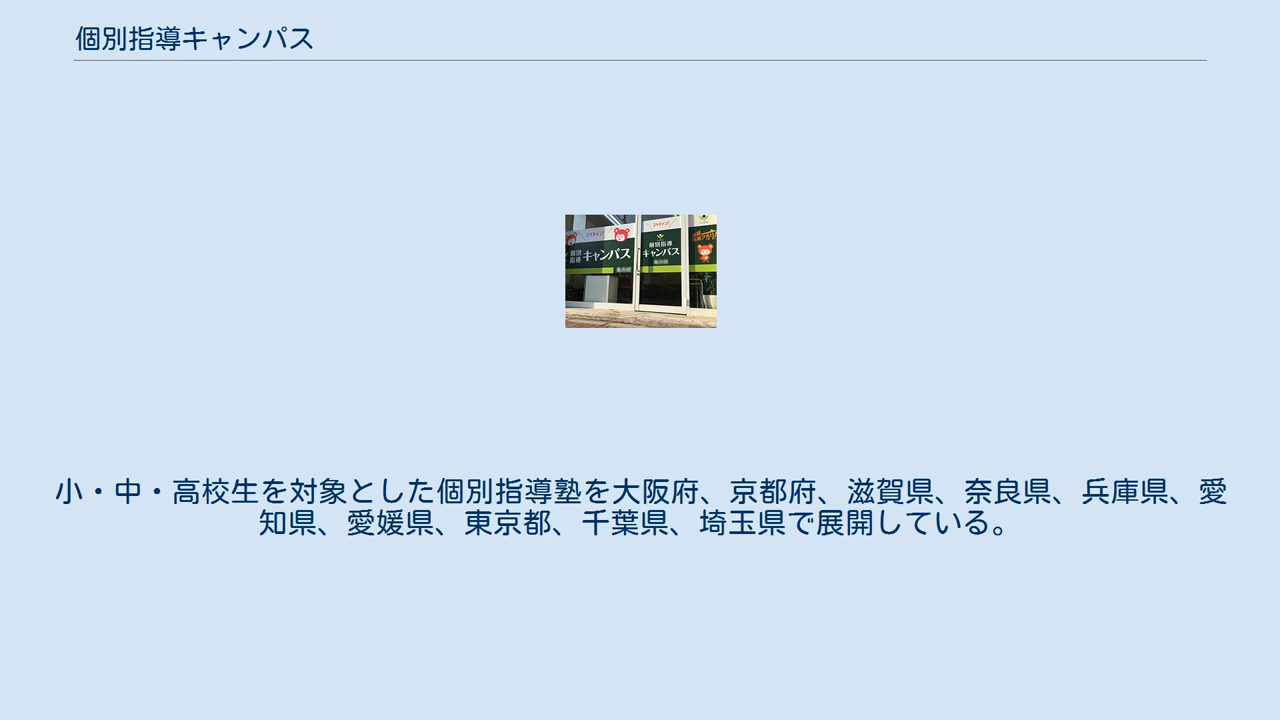 個別指導キャンパス
個別指導
キャンパス
個別指導
キャンパス
小・中・高校生を対象とした個別指導塾を大阪府、京都府、滋賀県、奈良県、兵庫県、愛
知県、愛媛県、東京都、千葉県、埼玉県で展開している。